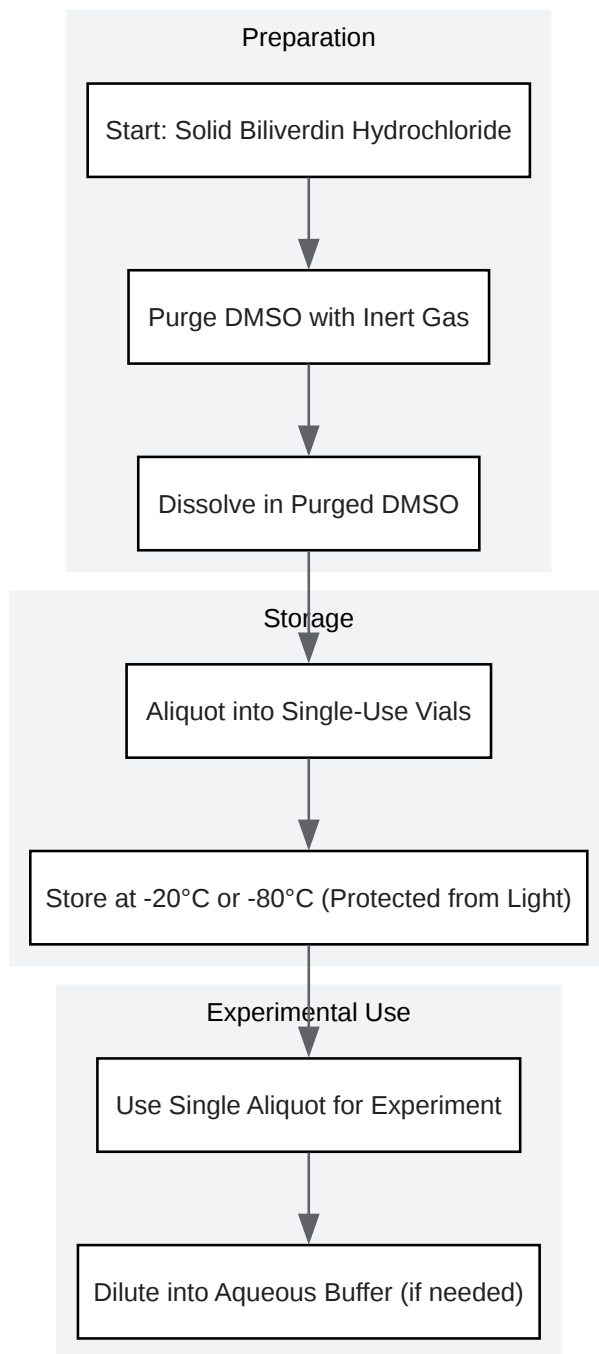 Preparation
Start: Solid Biliverdin Hydrochloride
Purge DMSO with Inert Gas
Dissolve in Purged DMSO
Storage
Aliquot into Single-Use Vials
Store at -20°C or -80°C (Protected from Light)
Experimental Use
Use Single Aliquot for Experiment
Dilute into Aqueous Buffer (if needed)